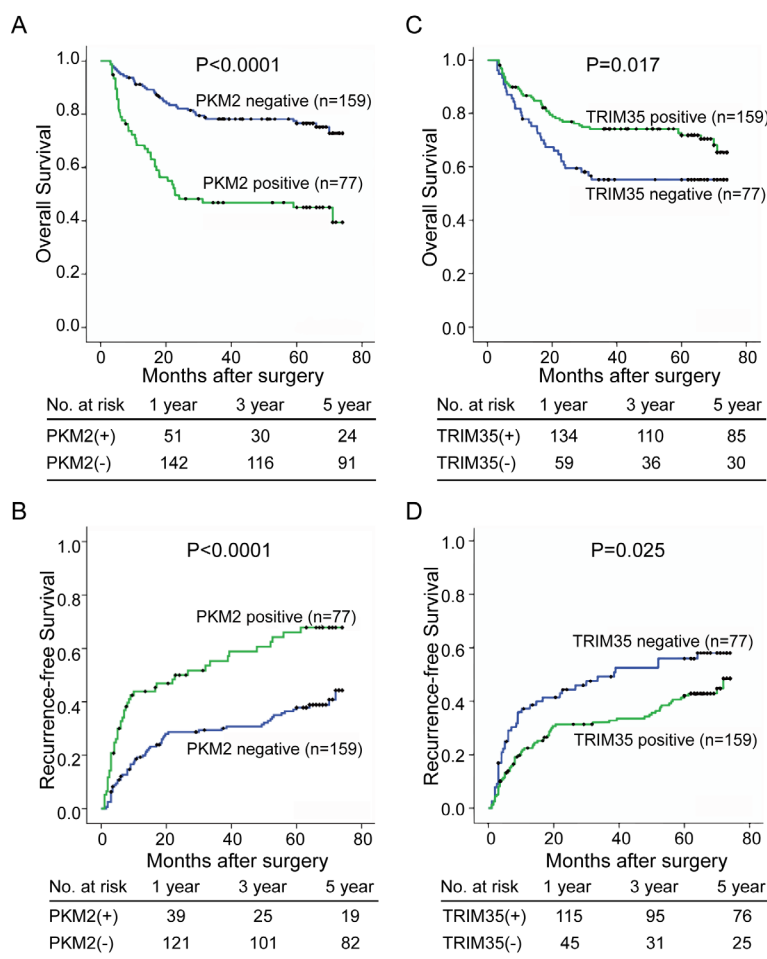 A
P<0.0001
PKM2 negative (n=159)
PKM2 positive (n=77)
Overall Survival
1.0
0.8
0.6
0.4
0.2
0.0
0 20 40 60 80
Months after surgery
No. at risk 1 year 3 year 5 year
PKM2(+) 51 30 24
PKM2(-) 142 116 91
C
P=0.017
TRIM35 positive (n=159)
TRIM35 negative (n=77)
Overall Survival
1.0
0.8
0.6
0.4
0.2
0.0
0 20 40 60 80
Months after surgery
No. at risk 1 year 3 year 5 year
TRIM35(+) 134 110 85
TRIM35(-) 59 36 30
B
P<0.0001
PKM2 positive (n=77)
PKM2 negative (n=159)
Recurrence-free Survival
1.0
0.8
0.6
0.4
0.2
0.0
0 20 40 60 80
Months after surgery
No. at risk 1 year 3 year 5 year
PKM2(+) 39 25 19
PKM2(-) 121 101 82
D
P=0.025
TRIM35 negative (n=77)
TRIM35 positive (n=159)
Recurrence-free Survival
1.0
0.8
0.6
0.4
0.2
0.0
0 20 40 60 80
Months after surgery
No. at risk 1 year 3 year 5 year
TRIM35(+) 115 95 76
TRIM35(-) 45 31 25